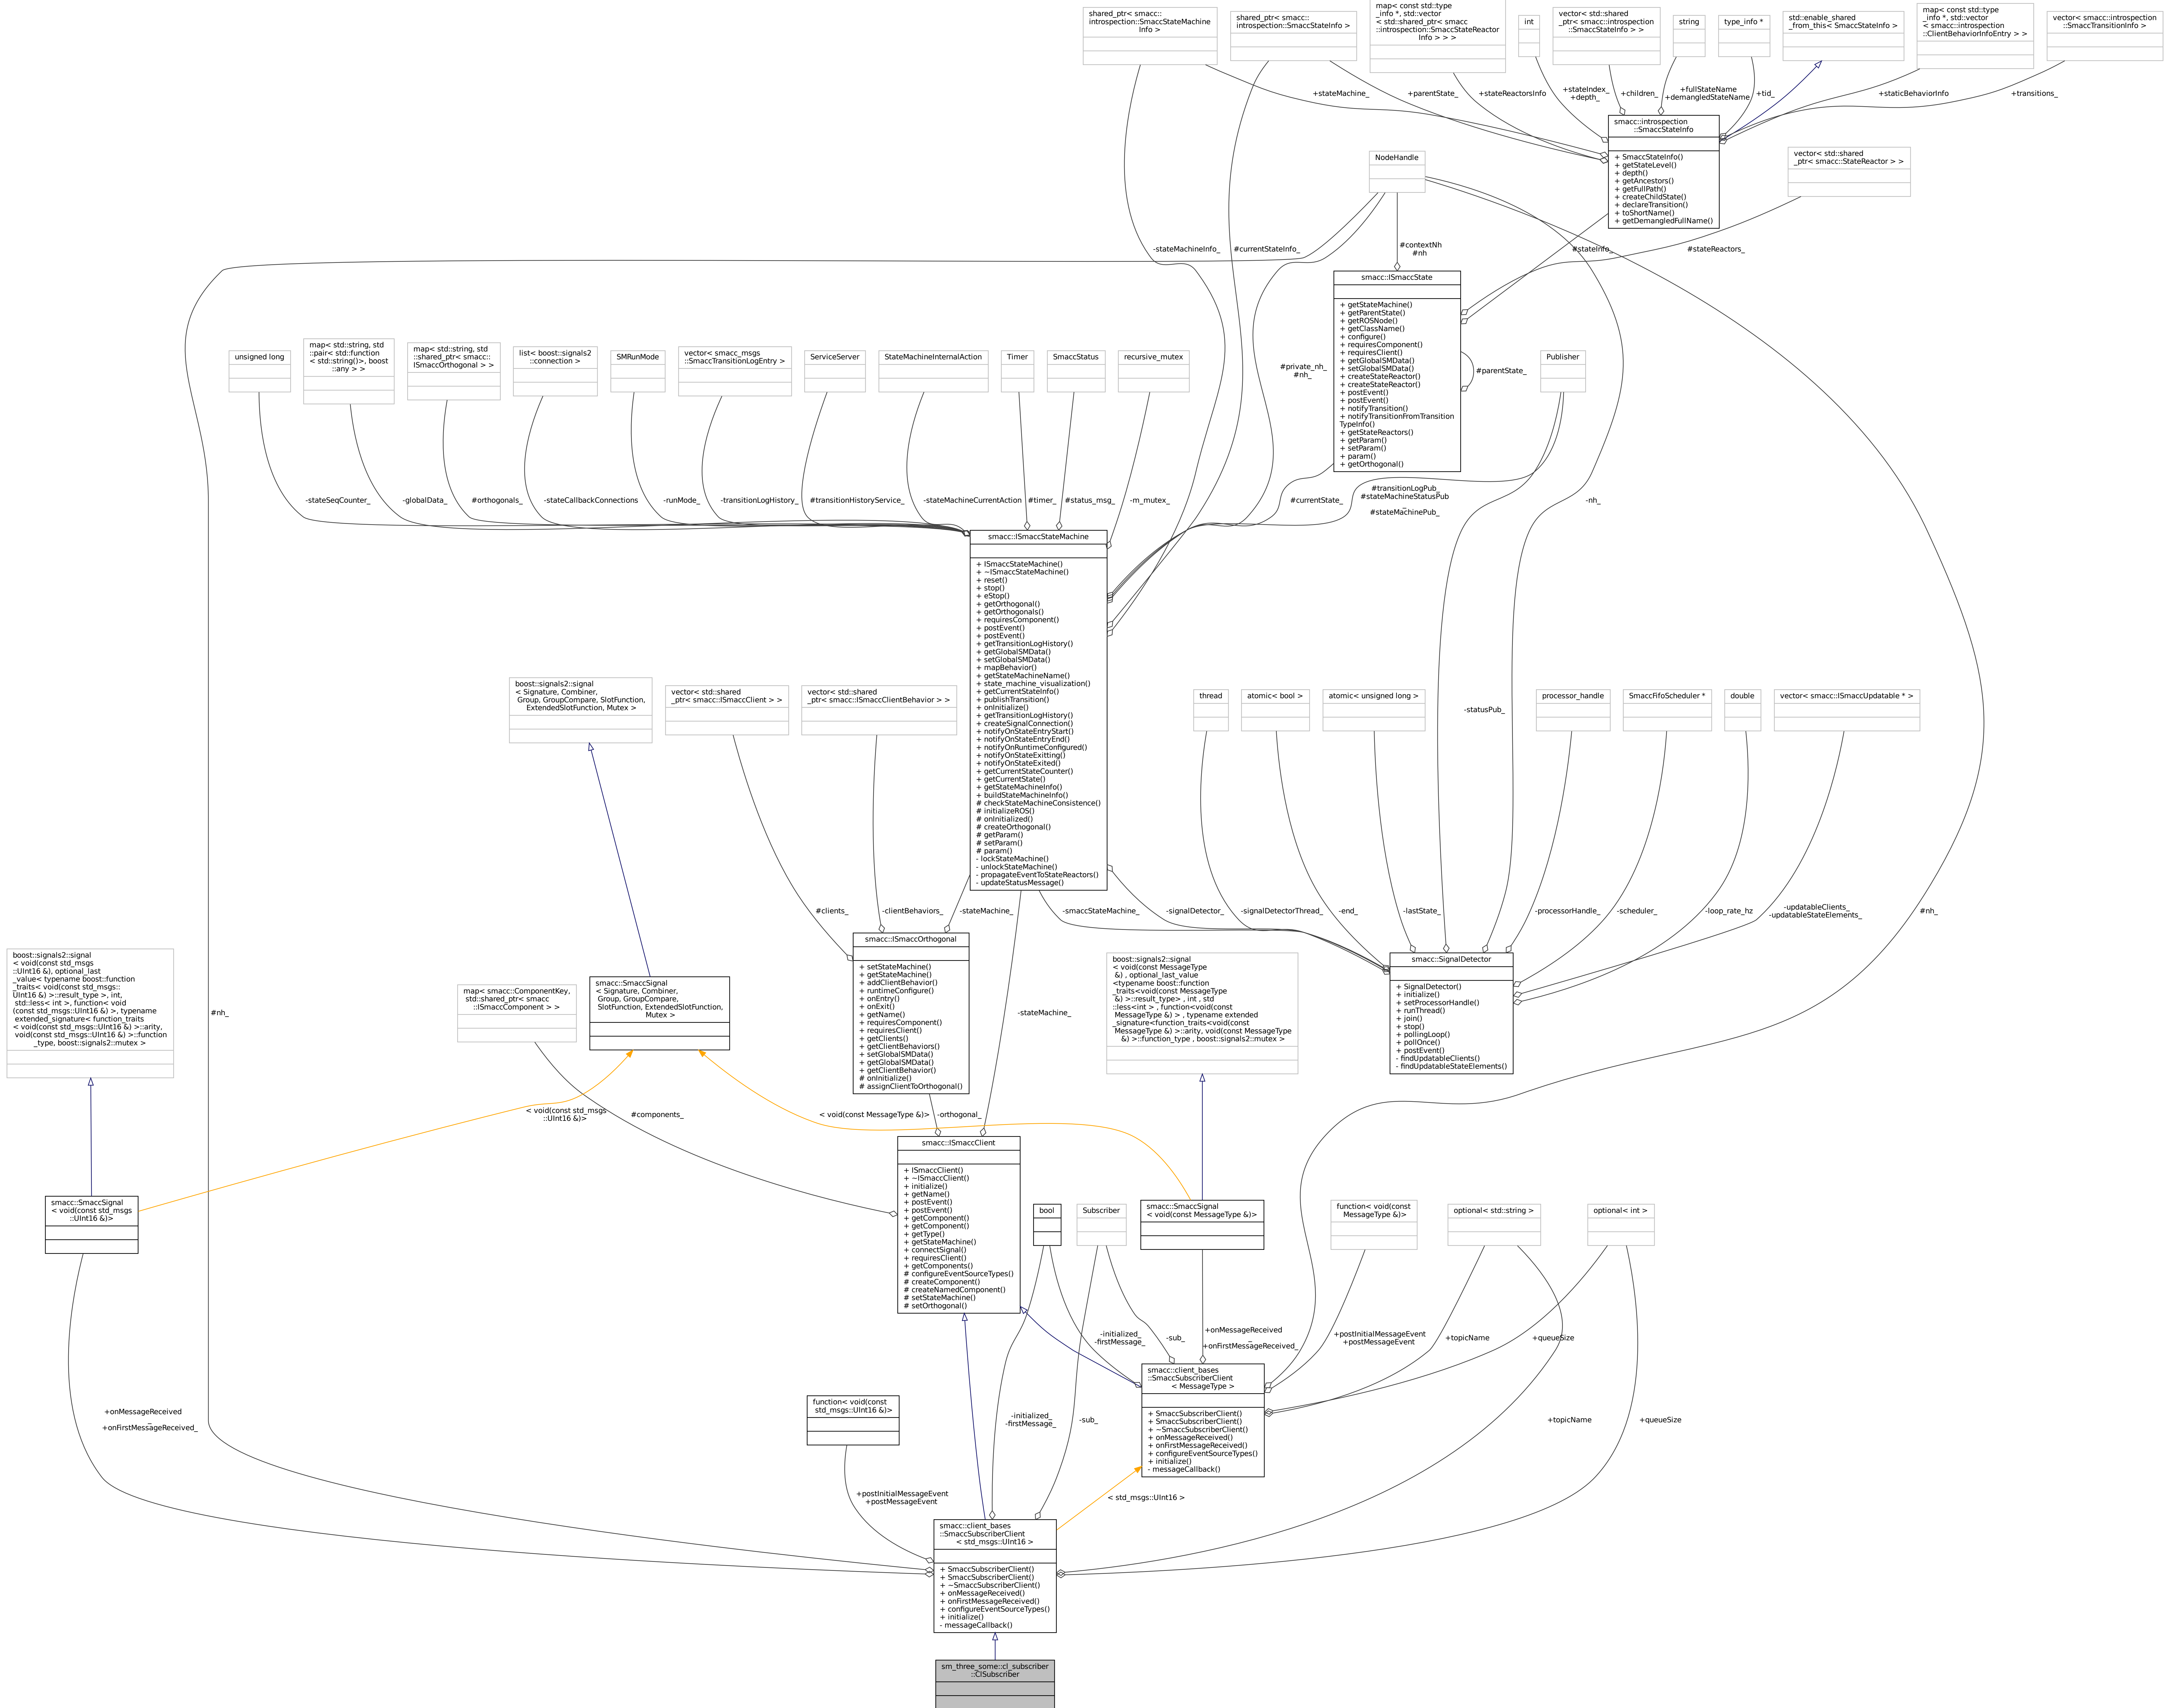 shared_ptr< smacc::
introspection::SmaccStateMachine
Info >
shared_ptr< smacc::
introspection::SmaccStateInfo >
map< const std::type
_info *, std::vector
< std::shared_ptr< smacc
::introspection::SmaccStateReactor
Info > > >
int
vector< std::shared
_ptr< smacc::introspection
::SmaccStateInfo > >
string
type_info *
std::enable_shared
_from_this< SmaccStateInfo >
map< const std::type
_info *, std::vector
< smacc::introspection
::ClientBehaviorInfoEntry > >
vector< smacc::introspection
::SmaccTransitionInfo >
+stateMachine_
+parentState_
+stateReactorsInfo
+stateIndex_
+depth_
+children_
+fullStateName
+demangledStateName
+tid_
+staticBehaviorInfo
+transitions_
smacc::introspection
::SmaccStateInfo
+ SmaccStateInfo()
+ getStateLevel()
+ depth()
+ getAncestors()
+ getFullPath()
+ createChildState()
+ declareTransition()
+ toShortName()
+ getDemangledFullName()
NodeHandle
vector< std::shared
_ptr< smacc::StateReactor > >
-stateMachineInfo_
#currentStateInfo_
#contextNh
#nh
#stateInfo_
#stateReactors_
smacc::ISmaccState
+ getStateMachine()
+ getParentState()
+ getROSNode()
+ getClassName()
+ configure()
+ requiresComponent()
+ requiresClient()
+ getGlobalSMData()
+ setGlobalSMData()
+ createStateReactor()
+ createStateReactor()
+ postEvent()
+ postEvent()
+ notifyTransition()
+ notifyTransitionFromTransition
TypeInfo()
+ getStateReactors()
+ getParam()
+ setParam()
+ param()
+ getOrthogonal()
#parentState_
Publisher
#private_nh_
#nh_
unsigned long
map< std::string, std
::pair< std::function
< std::string()>, boost
::any > >
map< std::string, std
::shared_ptr< smacc::
ISmaccOrthogonal > >
list< boost::signals2
::connection >
SMRunMode
vector< smacc_msgs
::SmaccTransitionLogEntry >
ServiceServer
StateMachineInternalAction
Timer
SmaccStatus
recursive_mutex
-stateSeqCounter_
-globalData_
#orthogonals_
-stateCallbackConnections
-runMode_
-transitionLogHistory_
#transitionHistoryService_
-stateMachineCurrentAction
#timer_
#status_msg_
-m_mutex_
#currentState_
#transitionLogPub_
#stateMachineStatusPub
_
#stateMachinePub_
-nh_
smacc::ISmaccStateMachine
+ ISmaccStateMachine()
+ ~ISmaccStateMachine()
+ reset()
+ stop()
+ eStop()
+ getOrthogonal()
+ getOrthogonals()
+ requiresComponent()
+ postEvent()
+ postEvent()
+ getTransitionLogHistory()
+ getGlobalSMData()
+ setGlobalSMData()
+ mapBehavior()
+ getStateMachineName()
+ state_machine_visualization()
+ getCurrentStateInfo()
+ publishTransition()
+ onInitialize()
+ getTransitionLogHistory()
+ createSignalConnection()
+ notifyOnStateEntryStart()
+ notifyOnStateEntryEnd()
+ notifyOnRuntimeConfigured()
+ notifyOnStateExitting()
+ notifyOnStateExited()
+ getCurrentStateCounter()
+ getCurrentState()
+ getStateMachineInfo()
+ buildStateMachineInfo()
# checkStateMachineConsistence()
# initializeROS()
# onInitialized()
# createOrthogonal()
# getParam()
# setParam()
# param()
- lockStateMachine()
- unlockStateMachine()
- propagateEventToStateReactors()
- updateStatusMessage()
boost::signals2::signal
< Signature, Combiner,
Group, GroupCompare, SlotFunction,
ExtendedSlotFunction, Mutex >
vector< std::shared
_ptr< smacc::ISmaccClient > >
vector< std::shared
_ptr< smacc::ISmaccClientBehavior > >
thread
atomic< bool >
atomic< unsigned long >
processor_handle
SmaccFifoScheduler *
double
vector< smacc::ISmaccUpdatable * >
-statusPub_
#clients_
-clientBehaviors_
-stateMachine_
-smaccStateMachine_
-signalDetector_
-signalDetectorThread_
-end_
-lastState_
-processorHandle_
-scheduler_
-loop_rate_hz
-updatableClients_
-updatableStateElements_
#nh_
smacc::ISmaccOrthogonal
+ setStateMachine()
+ getStateMachine()
+ addClientBehavior()
+ runtimeConfigure()
+ onEntry()
+ onExit()
+ getName()
+ requiresComponent()
+ requiresClient()
+ getClients()
+ getClientBehaviors()
+ setGlobalSMData()
+ getGlobalSMData()
+ getClientBehavior()
# onInitialize()
# assignClientToOrthogonal()
smacc::SignalDetector
+ SignalDetector()
+ initialize()
+ setProcessorHandle()
+ runThread()
+ join()
+ stop()
+ pollingLoop()
+ pollOnce()
+ postEvent()
- findUpdatableClients()
- findUpdatableStateElements()
boost::signals2::signal
< void(const std_msgs
::UInt16 &), optional_last
_value< typename boost::function
_traits< void(const std_msgs::
UInt16 &) >::result_type >, int,
std::less< int >, function< void
(const std_msgs::UInt16 &) >, typename
extended_signature< function_traits
< void(const std_msgs::UInt16 &) >::arity,
void(const std_msgs::UInt16 &) >::function
_type, boost::signals2::mutex >
map< smacc::ComponentKey,
std::shared_ptr< smacc
::ISmaccComponent > >
smacc::SmaccSignal
< Signature, Combiner,
Group, GroupCompare,
SlotFunction, ExtendedSlotFunction,
Mutex >
boost::signals2::signal
< void(const MessageType
&) , optional_last_value
<typename boost::function
_traits<void(const MessageType
&) >::result_type> , int , std
::less<int > , function<void(const
MessageType &) > , typename extended
_signature<function_traits<void(const
MessageType &) >::arity, void(const MessageType
&) >::function_type , boost::signals2::mutex >
#nh_
-stateMachine_
< void(const std_msgs
::UInt16 &)>
#components_
< void(const MessageType &)>
-orthogonal_
smacc::ISmaccClient
+ ISmaccClient()
+ ~ISmaccClient()
+ initialize()
+ getName()
+ postEvent()
+ postEvent()
+ getComponent()
+ getComponent()
+ getType()
+ getStateMachine()
+ connectSignal()
+ requiresClient()
+ getComponents()
# configureEventSourceTypes()
# createComponent()
# createNamedComponent()
# setStateMachine()
# setOrthogonal()
smacc::SmaccSignal
< void(const std_msgs
::UInt16 &)>
bool
Subscriber
smacc::SmaccSignal
< void(const MessageType &)>
function< void(const
MessageType &)>
optional< std::string >
optional< int >
-initialized_
-firstMessage_
-sub_
+onMessageReceived
_
+onFirstMessageReceived_
+postInitialMessageEvent
+postMessageEvent
+topicName
+queueSize
smacc::client_bases
::SmaccSubscriberClient
< MessageType >
+ SmaccSubscriberClient()
+ SmaccSubscriberClient()
+ ~SmaccSubscriberClient()
+ onMessageReceived()
+ onFirstMessageReceived()
+ configureEventSourceTypes()
+ initialize()
- messageCallback()
function< void(const
std_msgs::UInt16 &)>
+onMessageReceived
_
+onFirstMessageReceived_
-initialized_
-firstMessage_
-sub_
+topicName
+queueSize
+postInitialMessageEvent
+postMessageEvent
< std_msgs::UInt16 >
smacc::client_bases
::SmaccSubscriberClient
< std_msgs::UInt16 >
+ SmaccSubscriberClient()
+ SmaccSubscriberClient()
+ ~SmaccSubscriberClient()
+ onMessageReceived()
+ onFirstMessageReceived()
+ configureEventSourceTypes()
+ initialize()
- messageCallback()
sm_three_some::cl_subscriber
::ClSubscriber